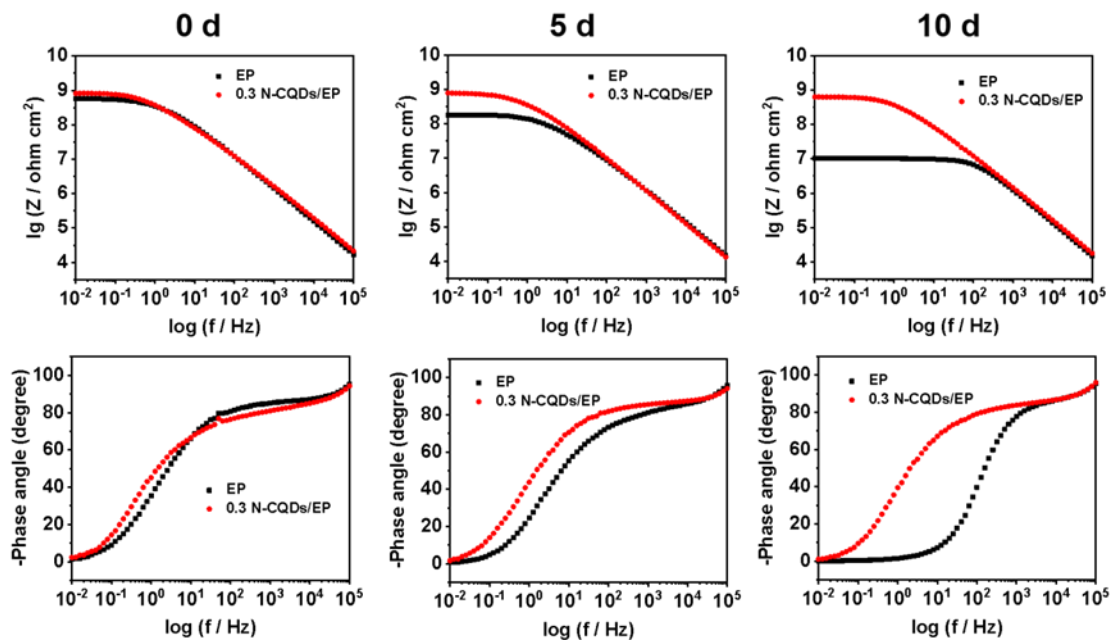 0 d
5 d
10 d
10
9
8
7
6
5
4
lg (Z / ohm cm²)
EP
0.3 N-CQDs/EP
10⁻² 10⁻¹ 10⁰ 10¹ 10² 10³ 10⁴ 10⁵
log (f / Hz)
10
9
8
7
6
5
4
lg (Z / ohm cm²)
EP
0.3 N-CQDs/EP
10⁻² 10⁻¹ 10⁰ 10¹ 10² 10³ 10⁴ 10⁵
log (f / Hz)
10
9
8
7
6
5
4
lg (Z / ohm cm²)
EP
0.3 N-CQDs/EP
10⁻² 10⁻¹ 10⁰ 10¹ 10² 10³ 10⁴ 10⁵
log (f / Hz)
100
80
60
40
20
0
-Phase angle (degree)
EP
0.3 N-CQDs/EP
10⁻² 10⁻¹ 10⁰ 10¹ 10² 10³ 10⁴ 10⁵
log (f / Hz)
100
80
60
40
20
0
-Phase angle (degree)
EP
0.3 N-CQDs/EP
10⁻² 10⁻¹ 10⁰ 10¹ 10² 10³ 10⁴ 10⁵
log (f / Hz)
100
80
60
40
20
0
-Phase angle (degree)
EP
0.3 N-CQDs/EP
10⁻² 10⁻¹ 10⁰ 10¹ 10² 10³ 10⁴ 10⁵
log (f / Hz)